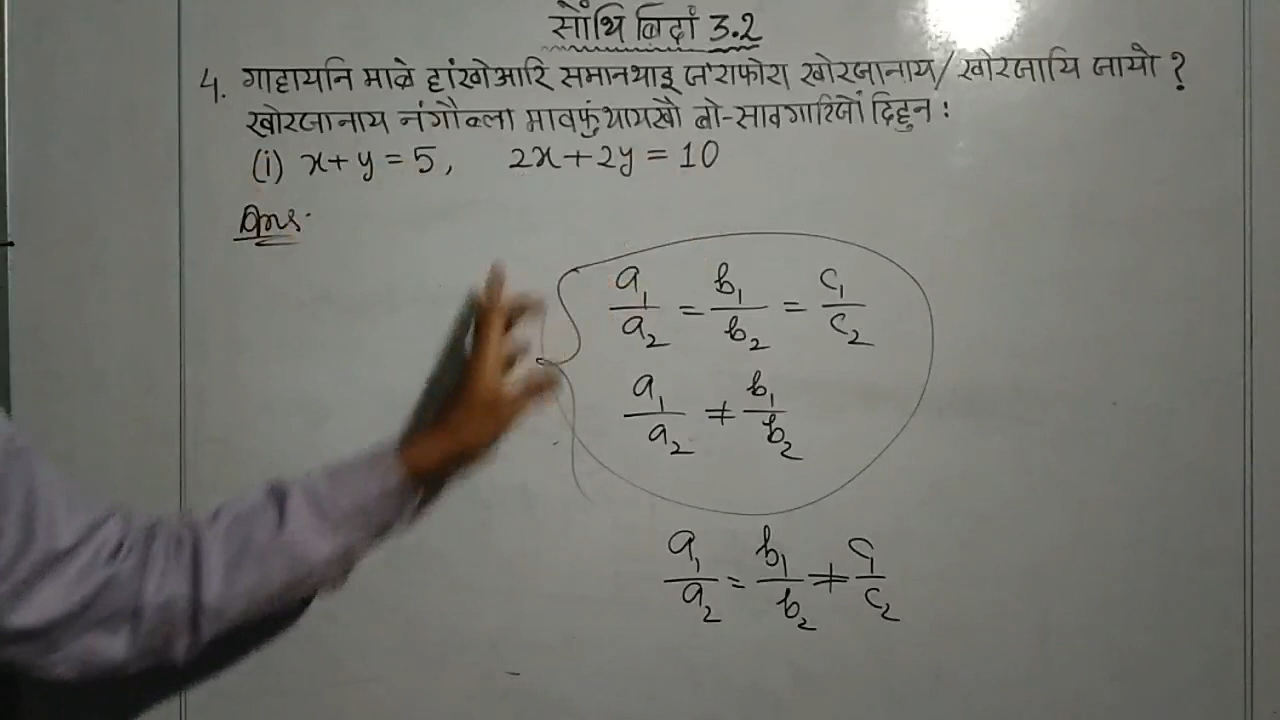 सौंथि बिदां 3.2
4. गाहायनि माबे हांखोआरि समानथाइ ज'राफोरा खोरजानाय/खोरजायि जायो ?
खोरजानाय नंगौब्ला मावफुंथायखौ बो-सावगारिजों दिहुन :
(i) x+y=5, 2x+2y=10
Ans.
a₁/a₂ = b₁/b₂ = c₁/c₂
a₁/a₂ ≠ b₁/b₂
a₁/a₂ = b₁/b₂ ≠ c₁/c₂